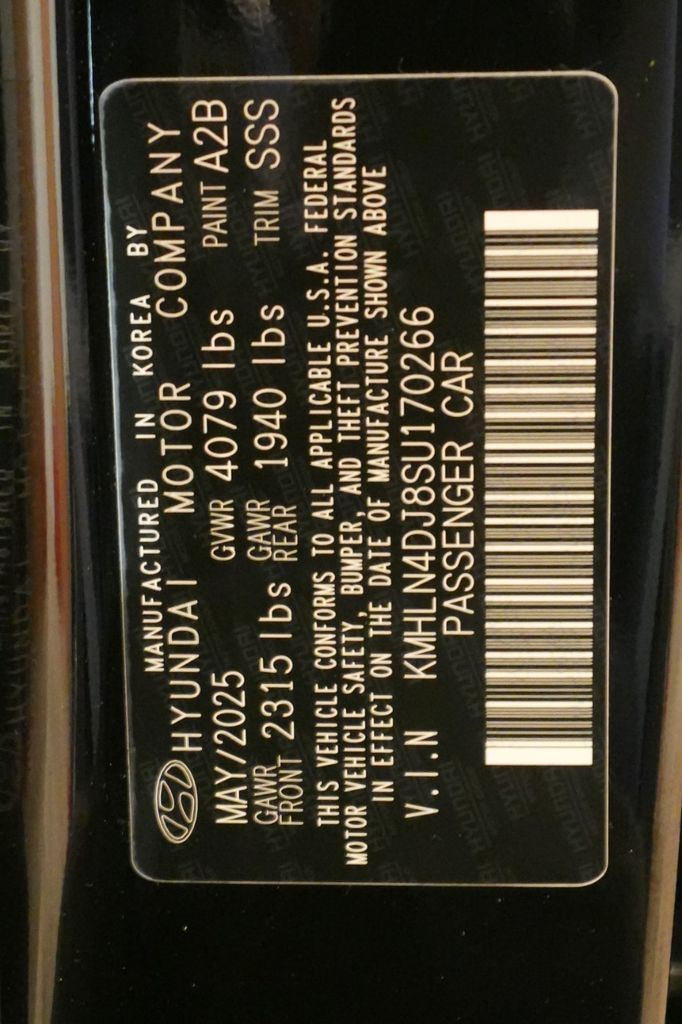 MANUFACTURED IN KOREA BY
HYUNDAI MOTOR COMPANY
MAY/2025 GVWR 4079 lbs PAINT A2B
GAWR FRONT 2315 lbs GAWR REAR 1940 lbs TRIM SSS
THIS VEHICLE CONFORMS TO ALL APPLICABLE U.S.A. FEDERAL
MOTOR VEHICLE SAFETY, BUMPER, AND THEFT PREVENTION STANDARDS
IN EFFECT ON THE DATE OF MANUFACTURE SHOWN ABOVE
V.I.N KMHLN4DJ8SU170266
PASSENGER CAR